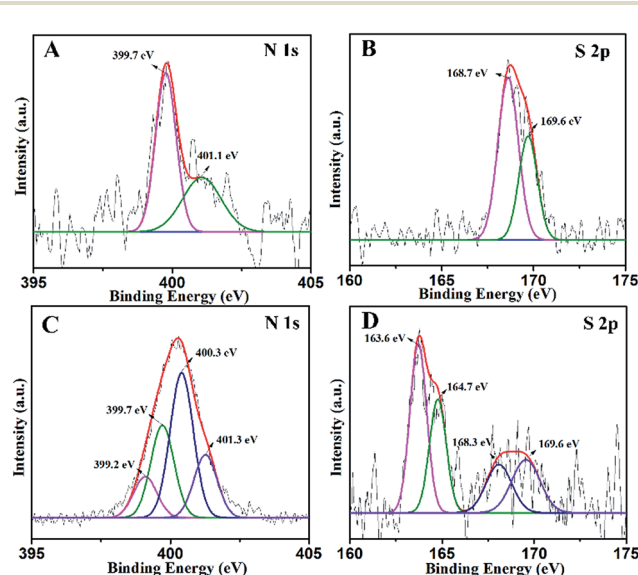 A
N 1s
399.7 eV
401.1 eV
Intensity (a.u.)
395
400
405
Binding Energy (eV)
B
S 2p
168.7 eV
169.6 eV
Intensity (a.u.)
160
165
170
175
Binding Energy (eV)
C
N 1s
400.3 eV
399.7 eV
399.2 eV
401.3 eV
Intensity (a.u.)
395
400
405
Binding Energy (eV)
D
S 2p
163.6 eV
164.7 eV
168.3 eV
169.6 eV
Intensity (a.u.)
160
165
170
175
Binding Energy (eV)